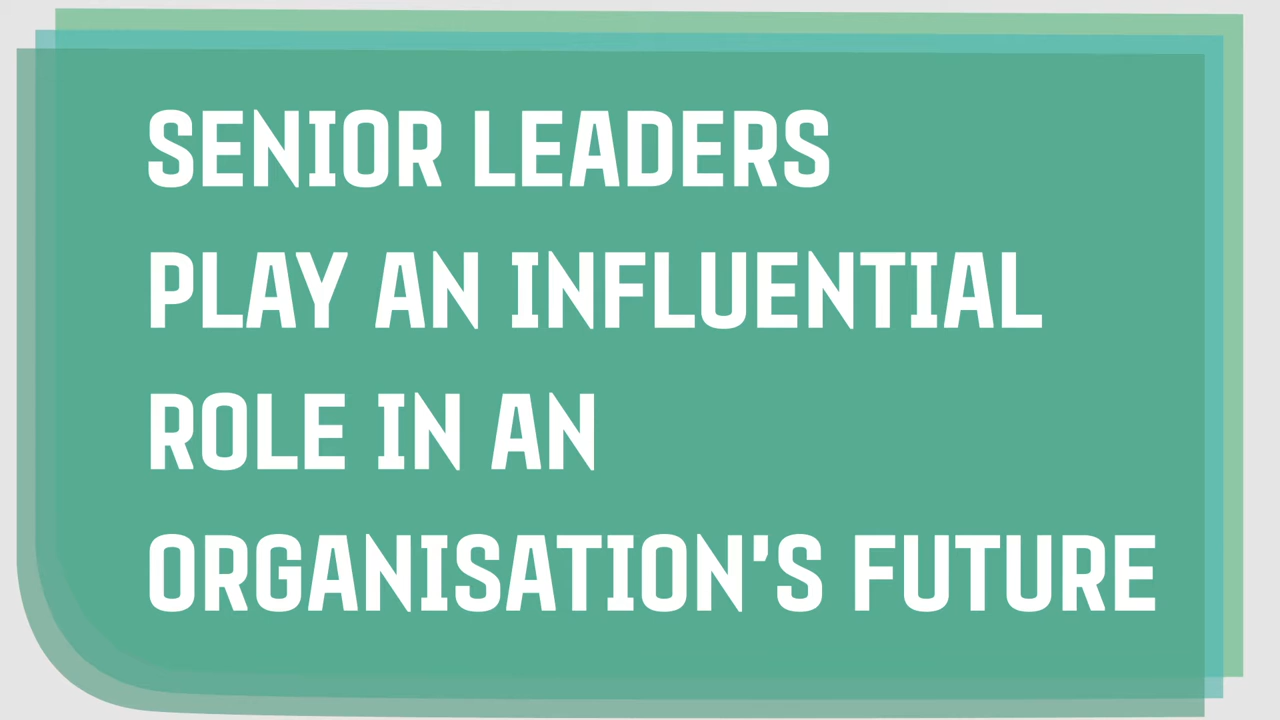 SENIOR LEADERS
PLAY AN INFLUENTIAL
ROLE IN AN
ORGANISATION'S FUTURE